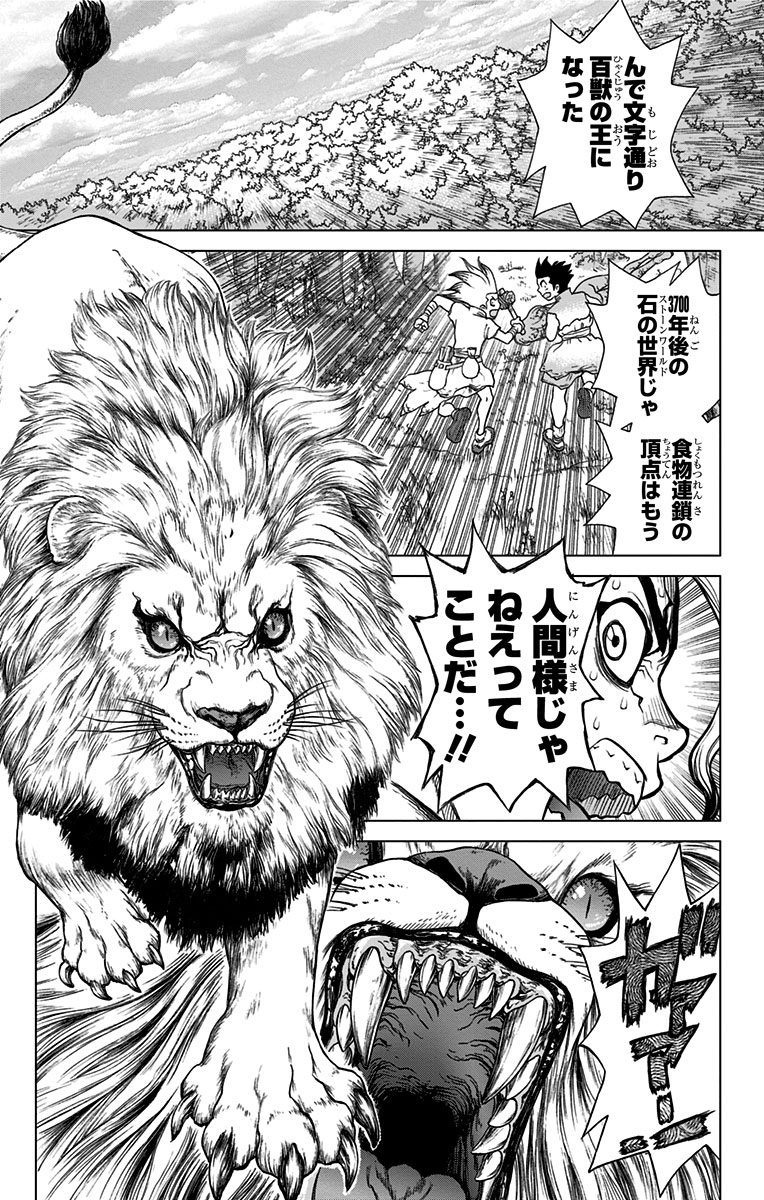 んで文字通り
百獣の王に
なった
3700年後の
石の世界じゃ
食物連鎖の
頂点はもう
人間様じゃ
ねえって
ことだ…!!
ガアアー